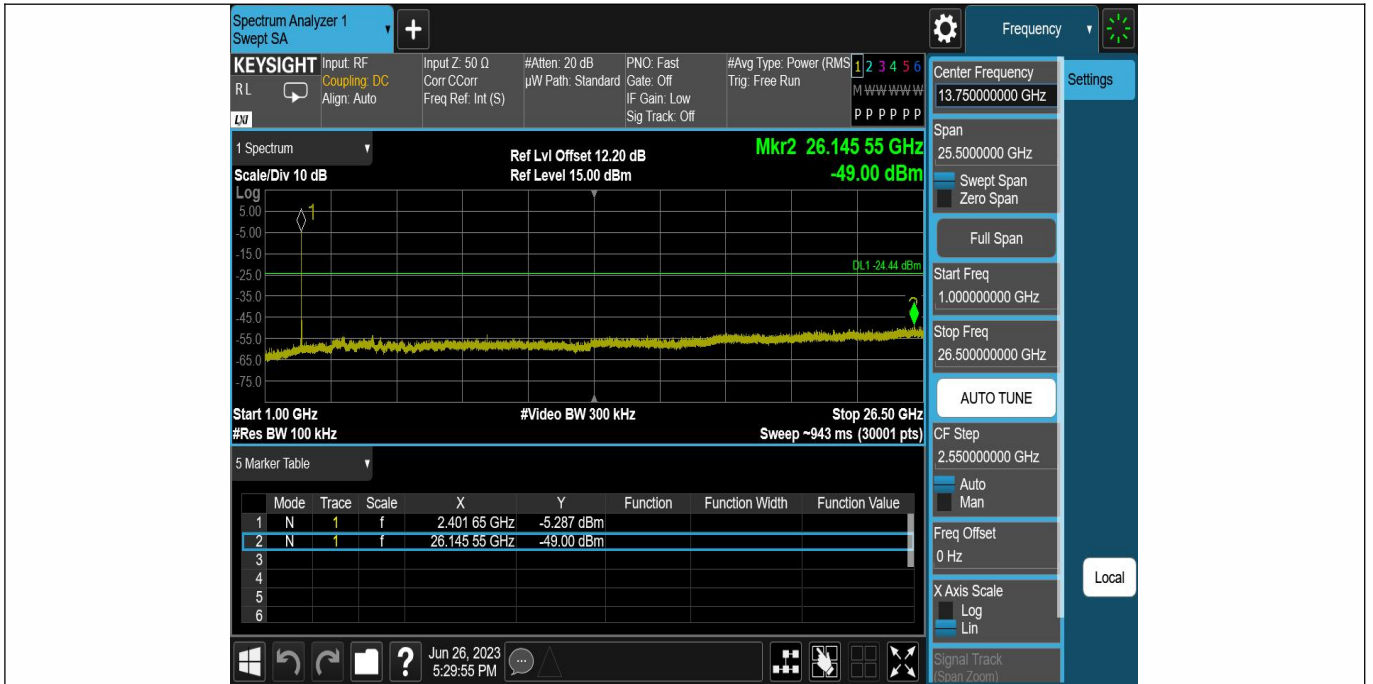 Spectrum Analyzer 1
Swept SA
+
Frequency
KEYSIGHT
RL
LXI
Input: RF
Coupling: DC
Align: Auto
Input Z: 50 Ω
Corr CCorr
Freq Ref: Int (S)
#Atten: 20 dB
µW Path: Standard
PNO: Fast
Gate: Off
IF Gain: Low
Sig Track: Off
#Avg Type: Power (RMS
Trig: Free Run
1 2 3 4 5 6
M W W W W W
P P P P P P
1 Spectrum
Scale/Div 10 dB
Ref Lvl Offset 12.20 dB
Ref Level 15.00 dBm
Mkr2 26.145 55 GHz
-49.00 dBm
Log
5.00
-5.00
-15.0
-25.0
-35.0
-45.0
-55.0
-65.0
-75.0
1
DL1 -24.44 dBm
2
Start 1.00 GHz
#Video BW 300 kHz
Stop 26.50 GHz
#Res BW 100 kHz
Sweep ~943 ms (30001 pts)
5 Marker Table
Mode Trace Scale X Y Function Function Width Function Value
1 N 1 f 2.401 65 GHz -5.287 dBm
2 N 1 f 26.145 55 GHz -49.00 dBm
3
4
5
6
Center Frequency
13.750000000 GHz
Span
25.5000000 GHz
Swept Span
Zero Span
Full Span
Start Freq
1.000000000 GHz
Stop Freq
26.500000000 GHz
AUTO TUNE
CF Step
2.550000000 GHz
Auto
Man
Freq Offset
0 Hz
X Axis Scale
Log
Lin
Signal Track
(Span Zoom)
Settings
Local
?
Jun 26, 2023
5:29:55 PM